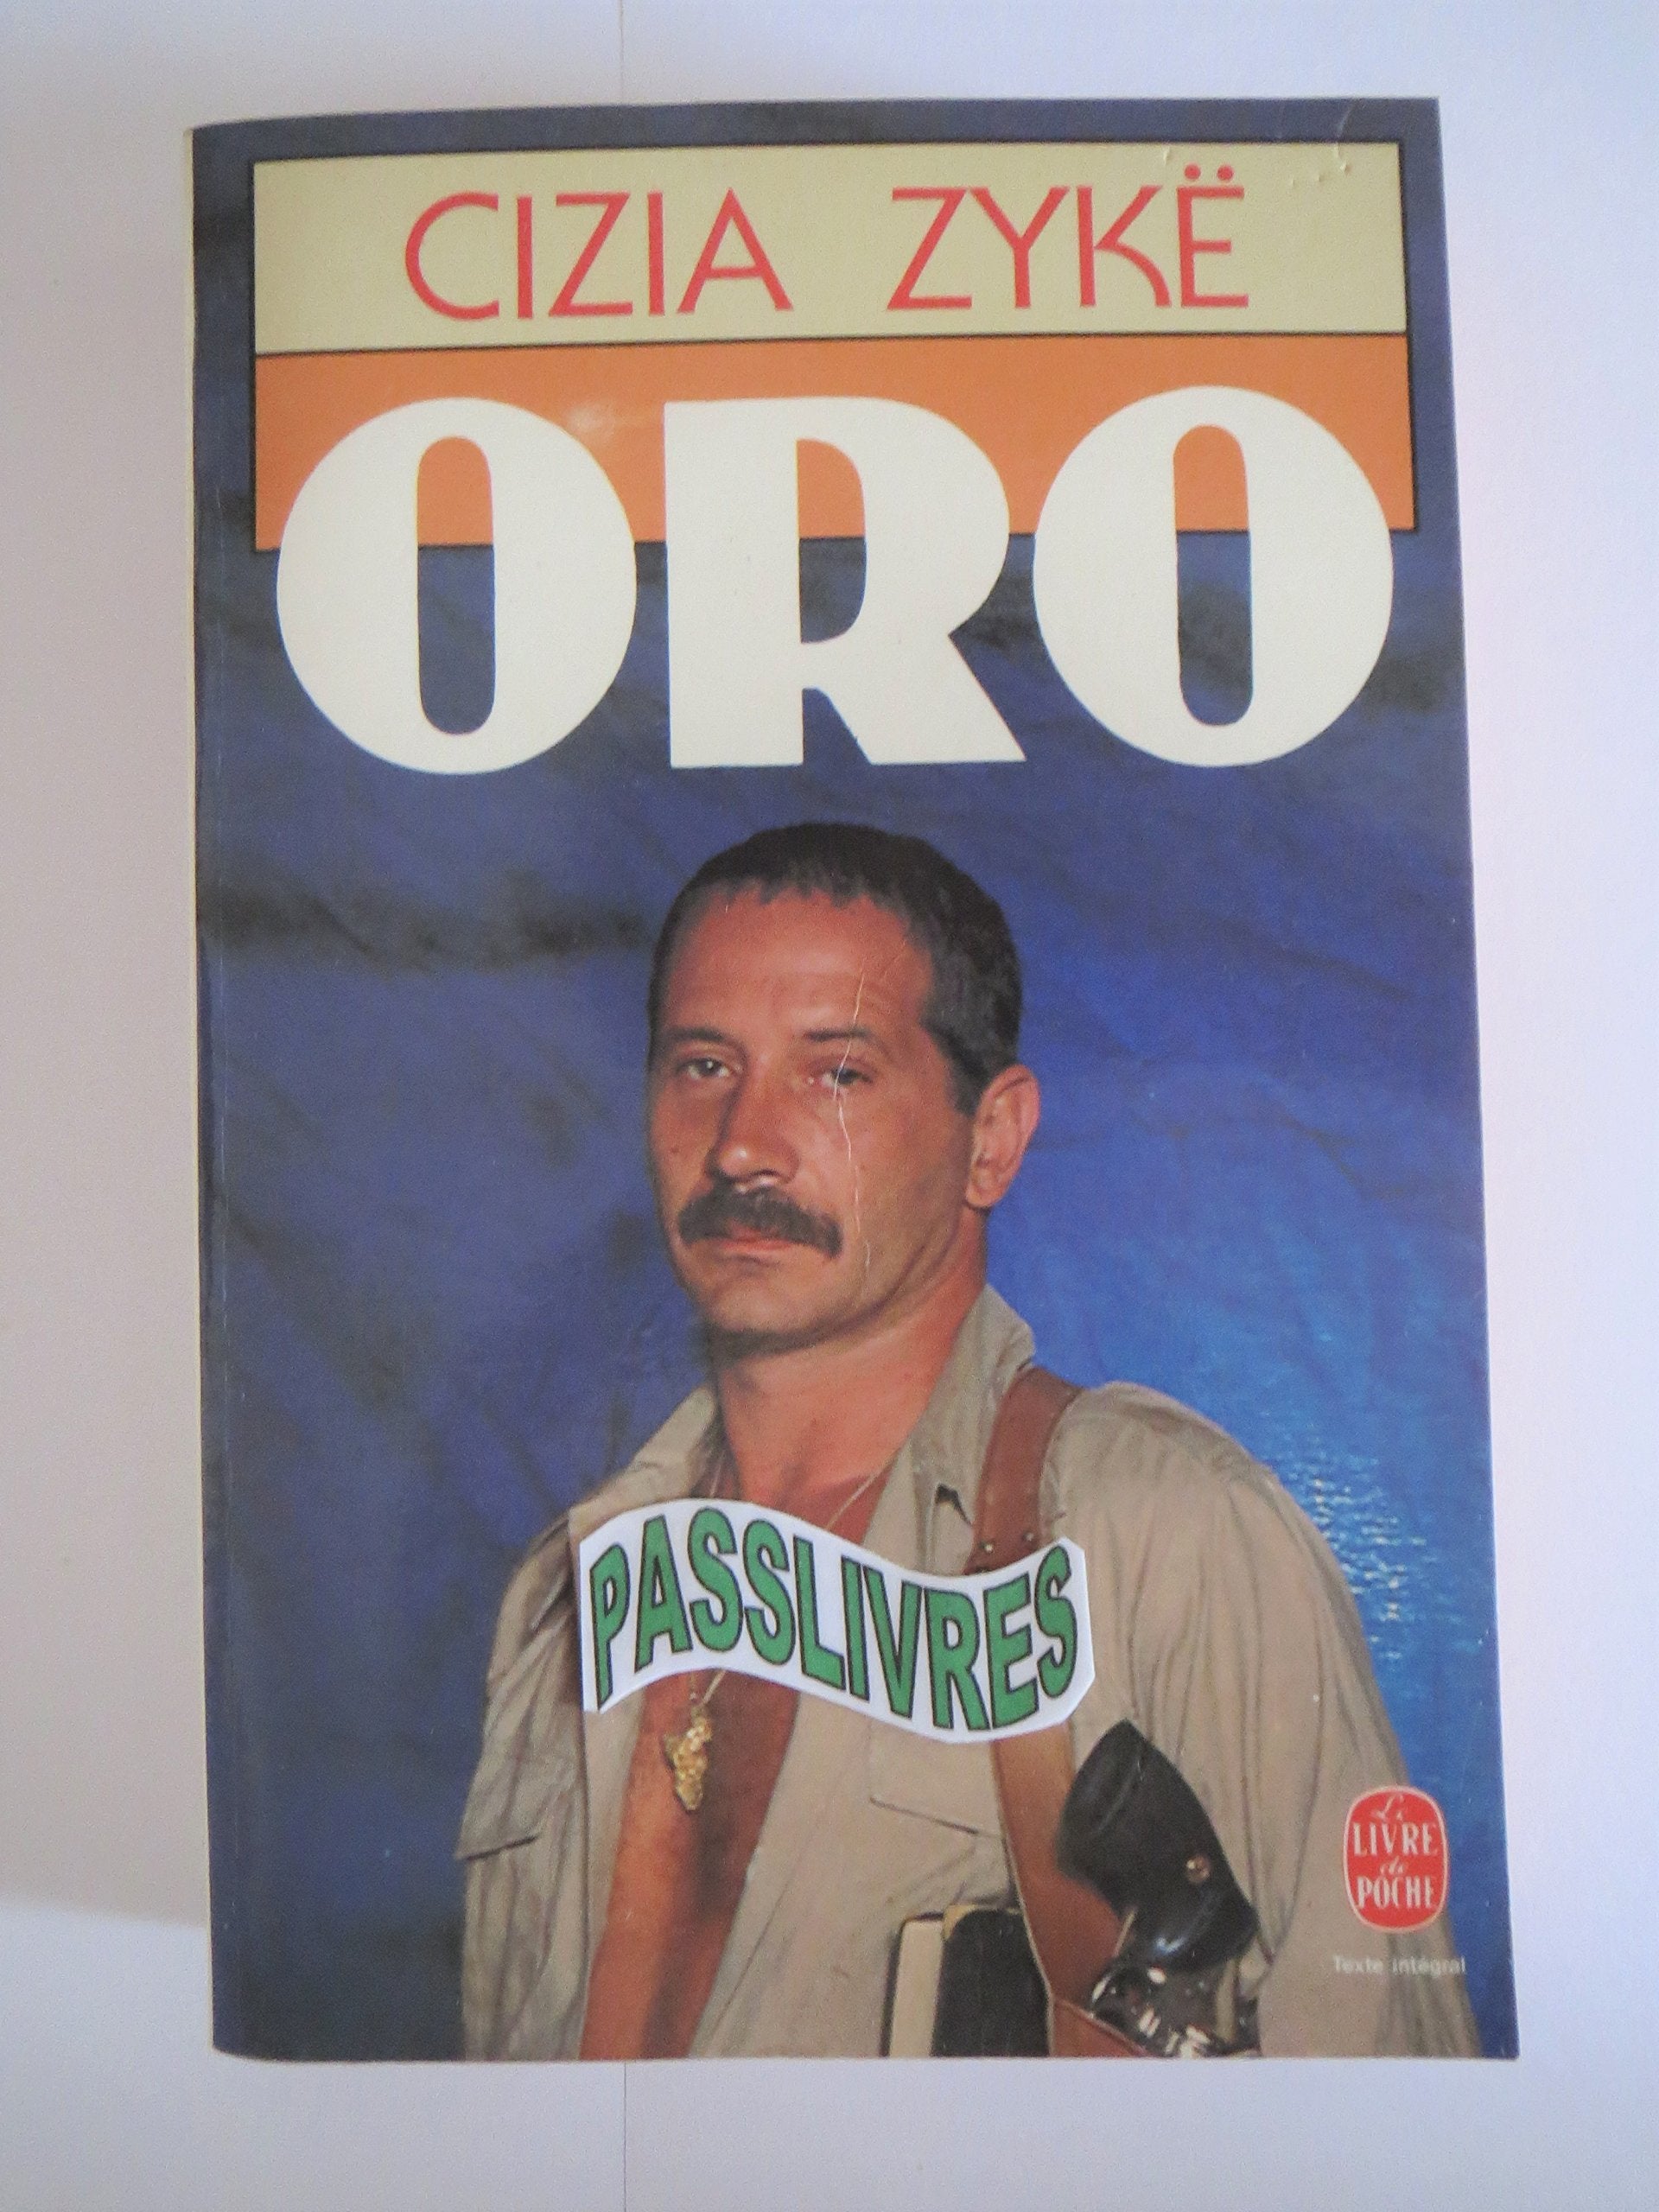 CIZIA ZYKË
ORO
PASSLIVRES
Le
LIVRE
de
POCHE
Texte intégral